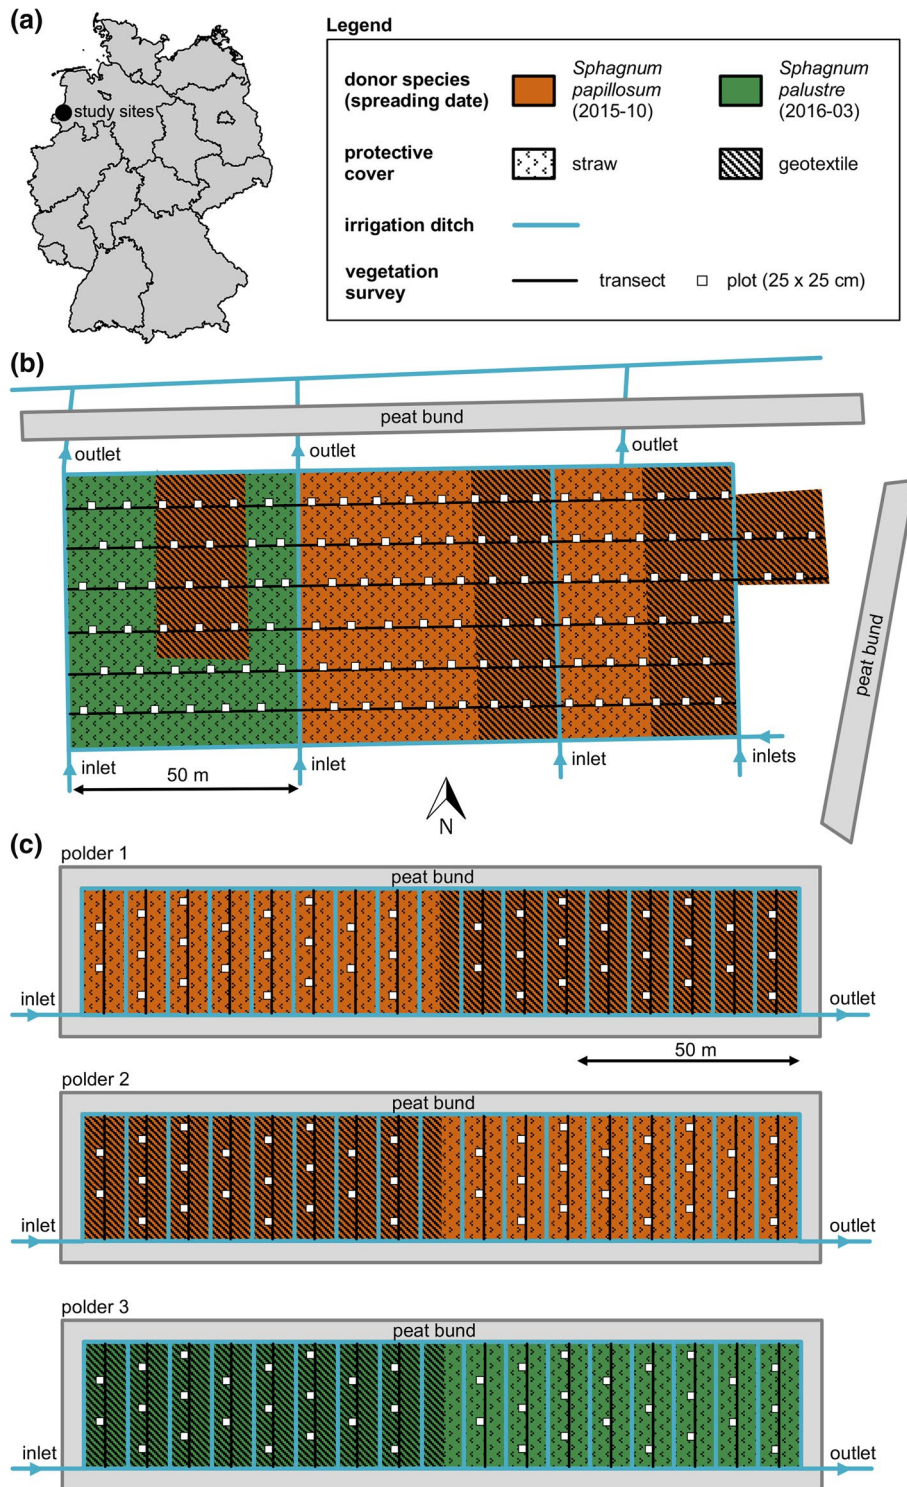 (a)
study sites
Legend
donor species
(spreading date)
Sphagnum
papillosum
(2015-10)
Sphagnum
palustre
(2016-03)
protective
cover
straw
geotextile
irrigation ditch
vegetation
survey
transect
plot (25 x 25 cm)
(b)
peat bund
outlet
outlet
outlet
peat bund
inlet
50 m
inlet
inlet
inlets
N
(c)
polder 1
peat bund
inlet
outlet
50 m
polder 2
peat bund
inlet
outlet
polder 3
peat bund
inlet
outlet